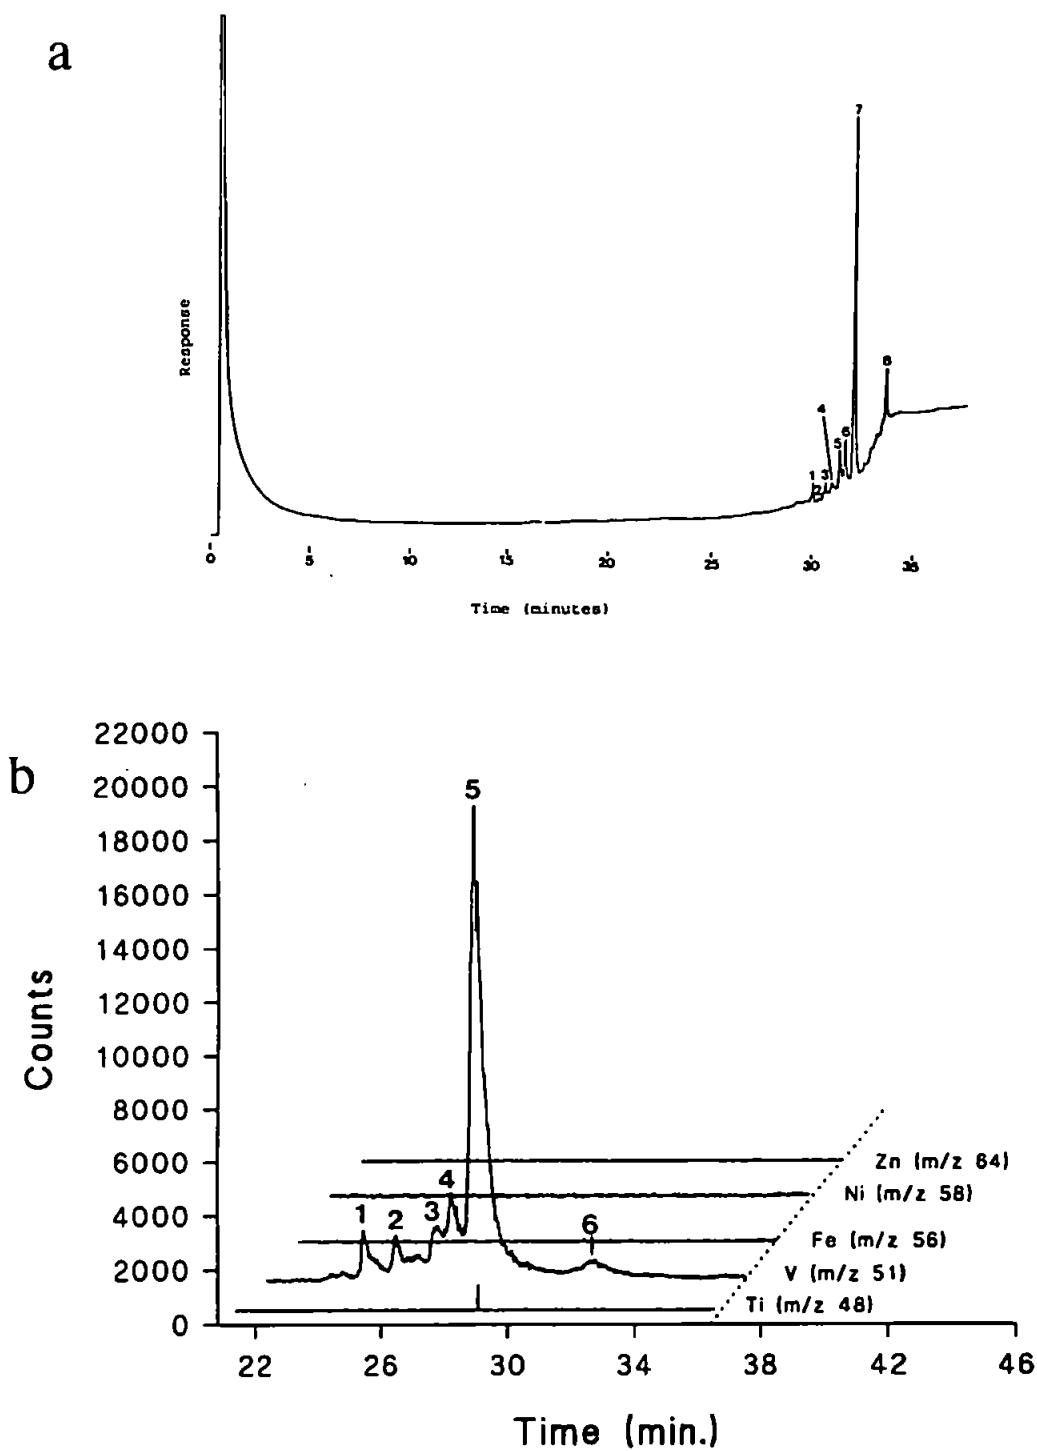 a
7
8
4
6
5
1 2 3
Response
0 5 10 15 20 25 30 35
Time (minutes)
b
22000
20000
18000
16000
14000
12000
10000
8000
6000
4000
2000
0
Counts
5
4
3
1 2
6
Zn (m/z 64)
Ni (m/z 58)
Fe (m/z 56)
V (m/z 51)
Ti (m/z 48)
22 26 30 34 38 42 46
Time (min.)